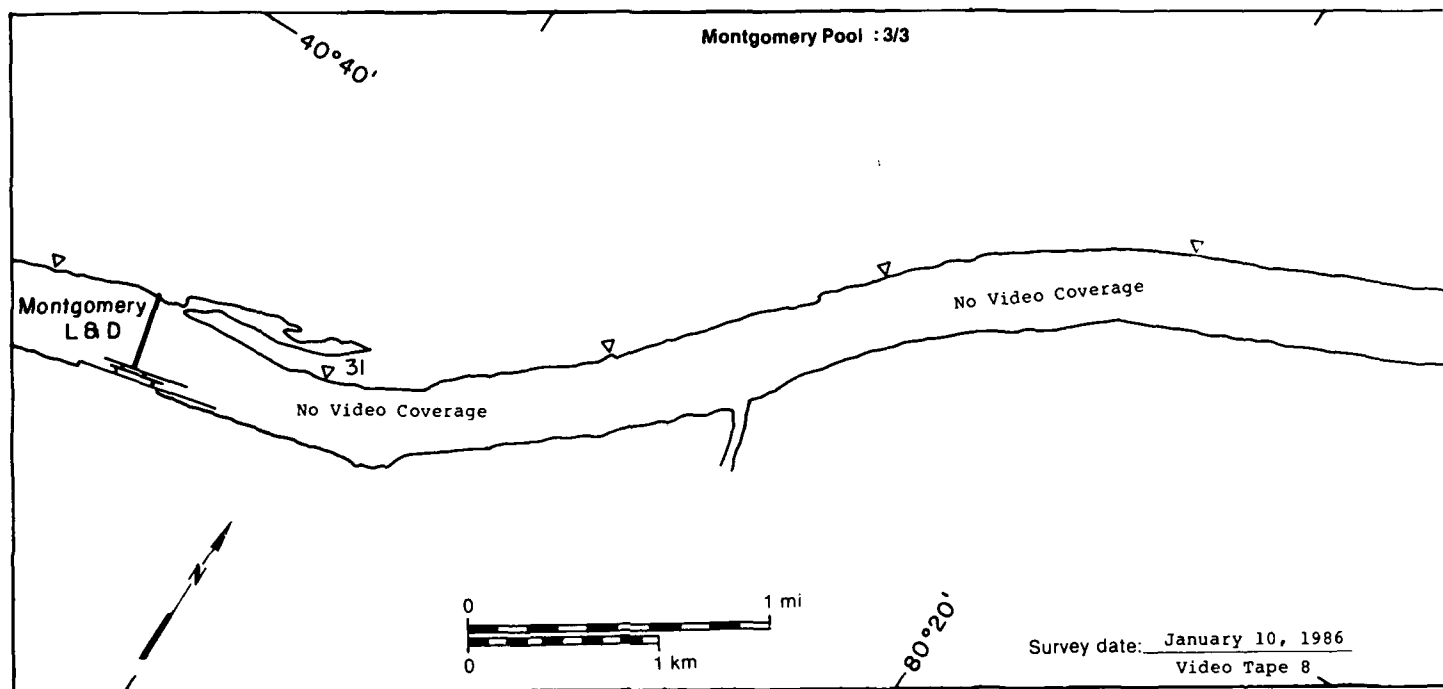 Montgomery Pool : 3/3
40°40'
Montgomery
L & D
31
No Video Coverage
No Video Coverage
N
0 1 mi
0 1 km
80°20'
Survey date: January 10, 1986
Video Tape 8